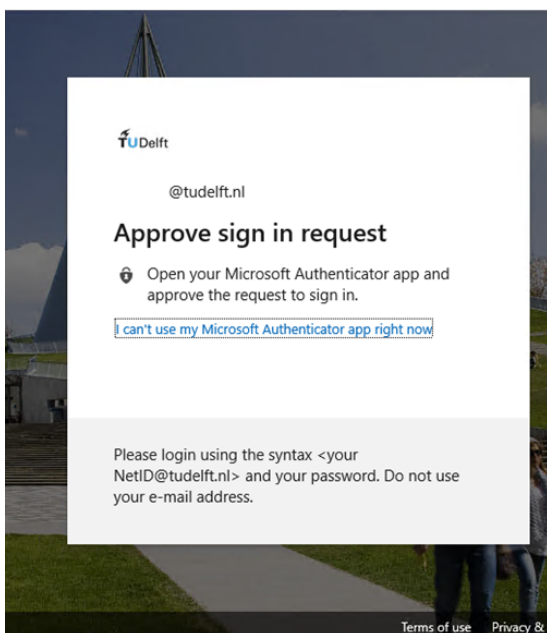 TUDelft
@tudelft.nl
Approve sign in request
Open your Microsoft Authenticator app and
approve the request to sign in.
I can't use my Microsoft Authenticator app right now
Please login using the syntax <your
NetID@tudelft.nl> and your password. Do not use
your e-mail address.
Terms of use Privacy &